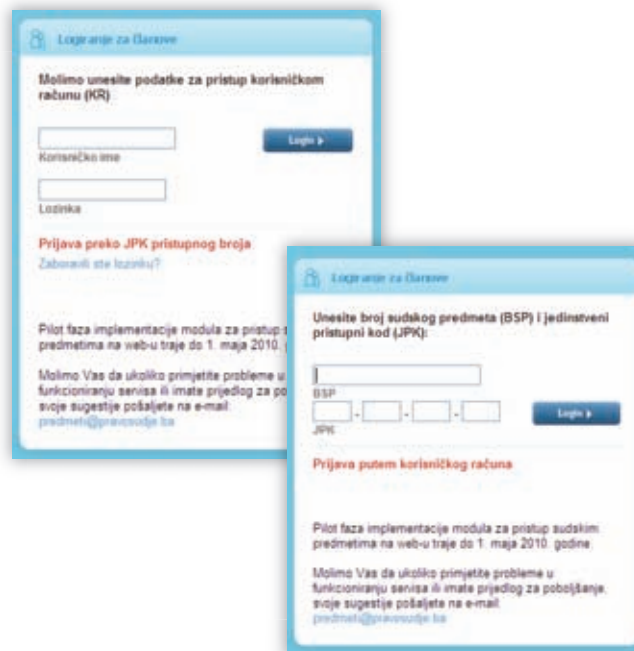 Logiranje za članove
Molimo unesite podatke za pristup korisničkom
računu (KR)
Login
Korisničko ime
Lozinka
Prijava preko JPK pristupnog broja
Zaboravili ste lozinku?
Pilot faza implementacije modula za pristup
predmetima na web-u traje do 1. maja 2010.
Molimo Vas da ukoliko primjetite probleme u
funkcioniranju servisa ili imate prijedlog za
svoje sugestije pošaljete na e-mail:
predmeti@pravosudje.ba
Logiranje za članove
Unesite broj sudskog predmeta (BSP) i jedinstveni
pristupni kod (JPK):
BSP
- - -
Login
JPK
Prijava putem korisničkog računa
Pilot faza implementacije modula za pristup sudskim
predmetima na web-u traje do 1. maja 2010. godine.
Molimo Vas da ukoliko primjetite probleme u
funkcioniranju servisa ili imate prijedlog za poboljšanje,
svoje sugestije pošaljete na e-mail:
predmeti@pravosudje.ba